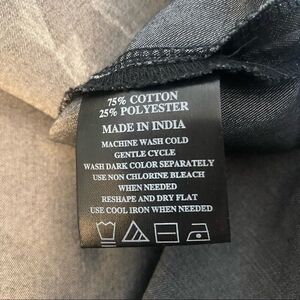 75% COTTON
25% POLYESTER
MADE IN INDIA
MACHINE WASH COLD
GENTLE CYCLE
WASH DARK COLOR SEPARATELY
USE NON CHLORINE BLEACH
WHEN NEEDED
RESHAPE AND DRY FLAT
USE COOL IRON WHEN NEEDED